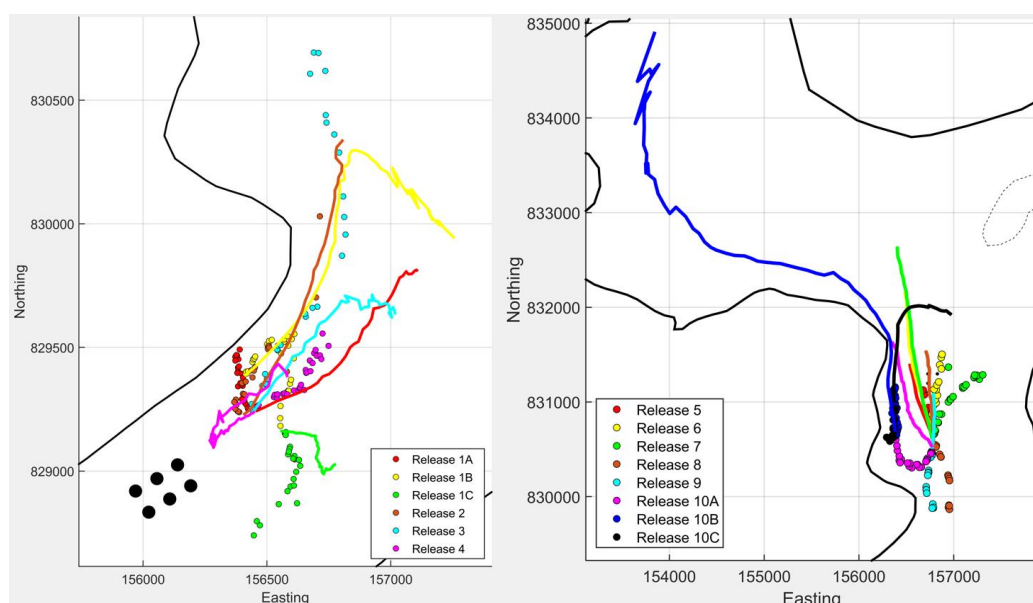 830500
830000
829500
829000
Northing
156000
156500
157000
Easting
Release 1A
Release 1B
Release 1C
Release 2
Release 3
Release 4
835000
834000
833000
832000
831000
830000
Northing
154000
155000
156000
157000
Easting
Release 5
Release 6
Release 7
Release 8
Release 9
Release 10A
Release 10B
Release 10C